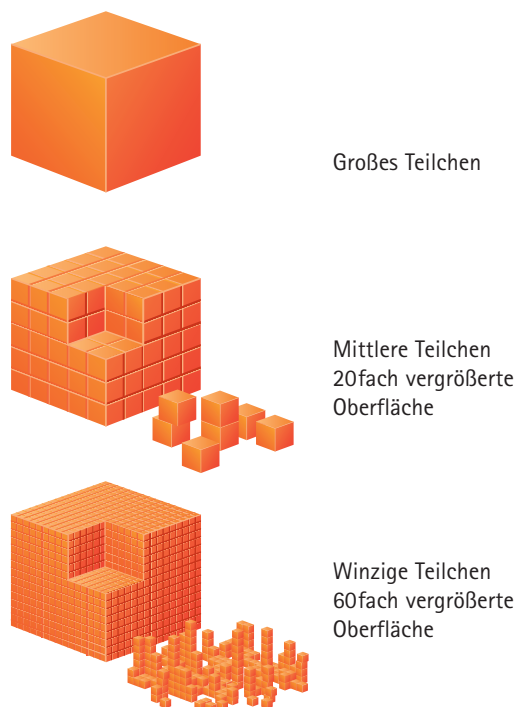 Großes Teilchen
Mittlere Teilchen
20fach vergrößerte
Oberfläche
Winzige Teilchen
60fach vergrößerte
Oberfläche